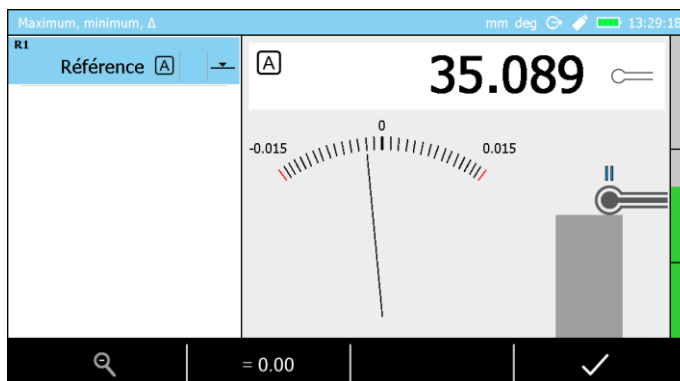 Maximum, minimum, Δ
mm deg
13:29:18
R1
Référence A
A
35.089
0
-0.015
0.015
= 0.00